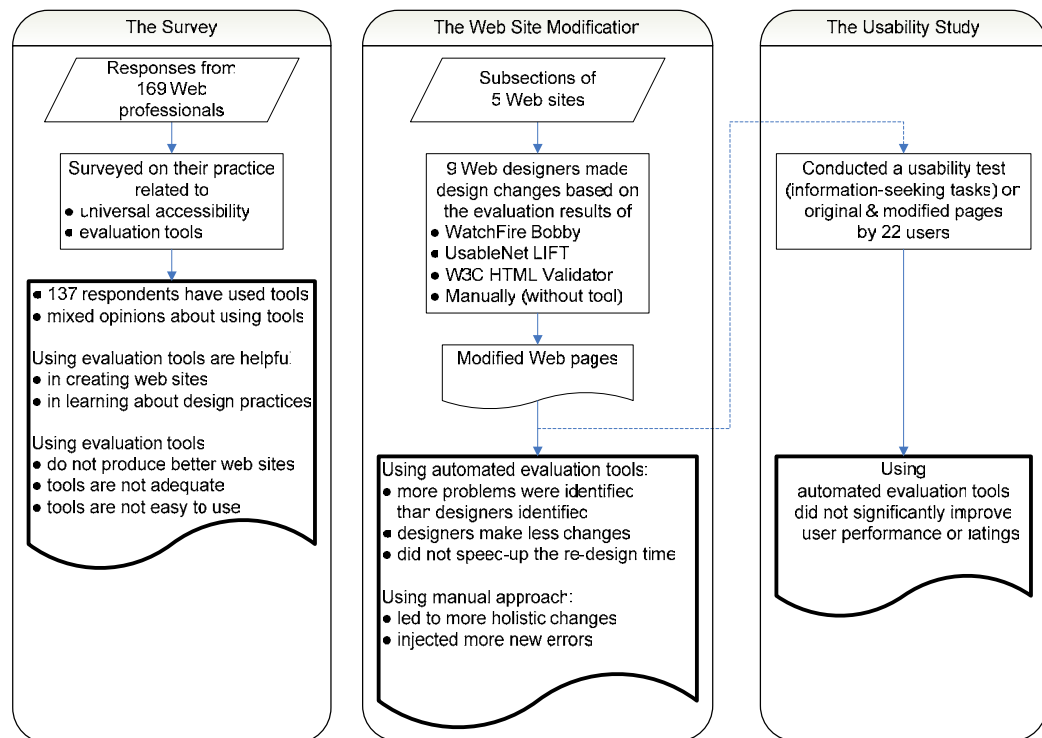 The Survey
Responses from
169 Web
professionals
Surveyed on their practice
related to
● universal accessibility
● evaluation tools
● 137 respondents have used tools
● mixed opinions about using tools
Using evaluation tools are helpful
● in creating web sites
● in learning about design practices
Using evaluation tools
● do not produce better web sites
● tools are not adequate
● tools are not easy to use
The Web Site Modification
Subsections of
5 Web sites
9 Web designers made
design changes based on
the evaluation results of
● WatchFire Bobby
● UsableNet LIFT
● W3C HTML Validator
● Manually (without tool)
Modified Web pages
Using automated evaluation tools:
● more problems were identified
than designers identified
● designers make less changes
● did not speed-up the re-design time
Using manual approach:
● led to more holistic changes
● injected more new errors
The Usability Study
Conducted a usability test
(information-seeking tasks) on
original & modified pages
by 22 users
Using
automated evaluation tools
did not significantly improve
user performance or ratings